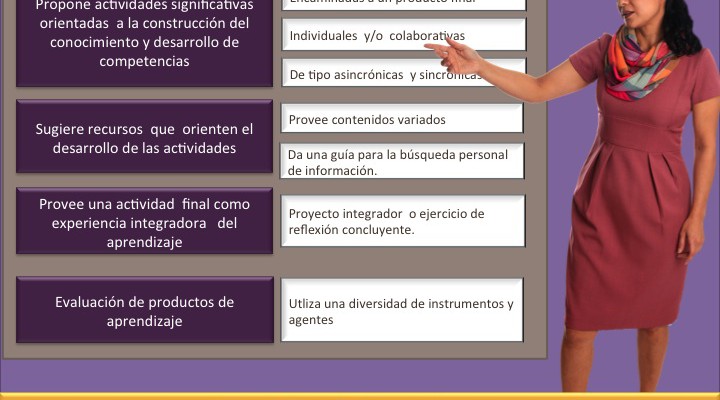 Propone actividades significativas
orientadas a la construcción del
conocimiento y desarrollo de
competencias
Encaminadas a un producto final
Individuales y/o colaborativas
De tipo asincrónicas y sincrónicas
Sugiere recursos que orienten el
desarrollo de las actividades
Provee contenidos variados
Da una guía para la búsqueda personal
de información.
Provee una actividad final como
experiencia integradora del
aprendizaje
Proyecto integrador o ejercicio de
reflexión concluyente.
Evaluación de productos de
aprendizaje
Utliza una diversidad de instrumentos y
agentes